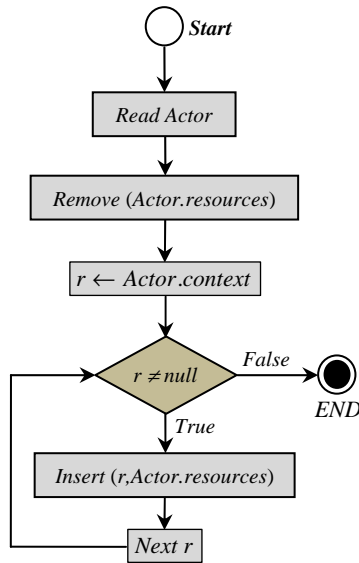 Start
Read Actor
Remove (Actor.resources)
r ← Actor.context
r ≠ null
False
END
True
Insert (r,Actor.resources)
Next r